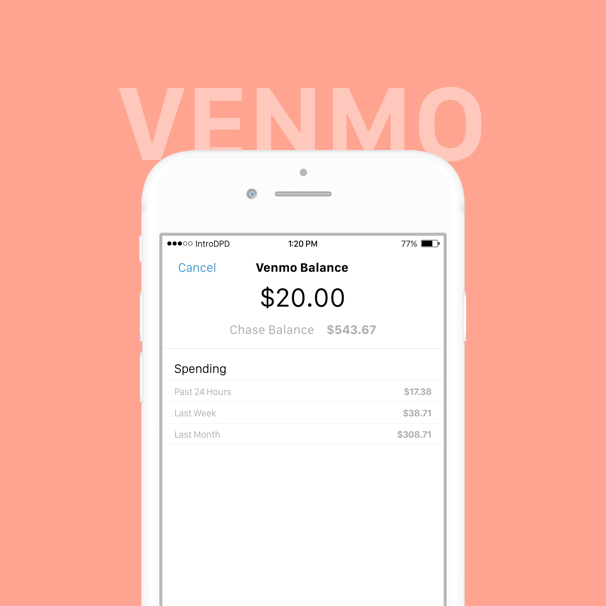 VENMO
IntroDPD 1:20 PM 77%
Cancel Venmo Balance
$20.00
Chase Balance $543.67
Spending
Past 24 Hours $17.38
Last Week $38.71
Last Month $308.71